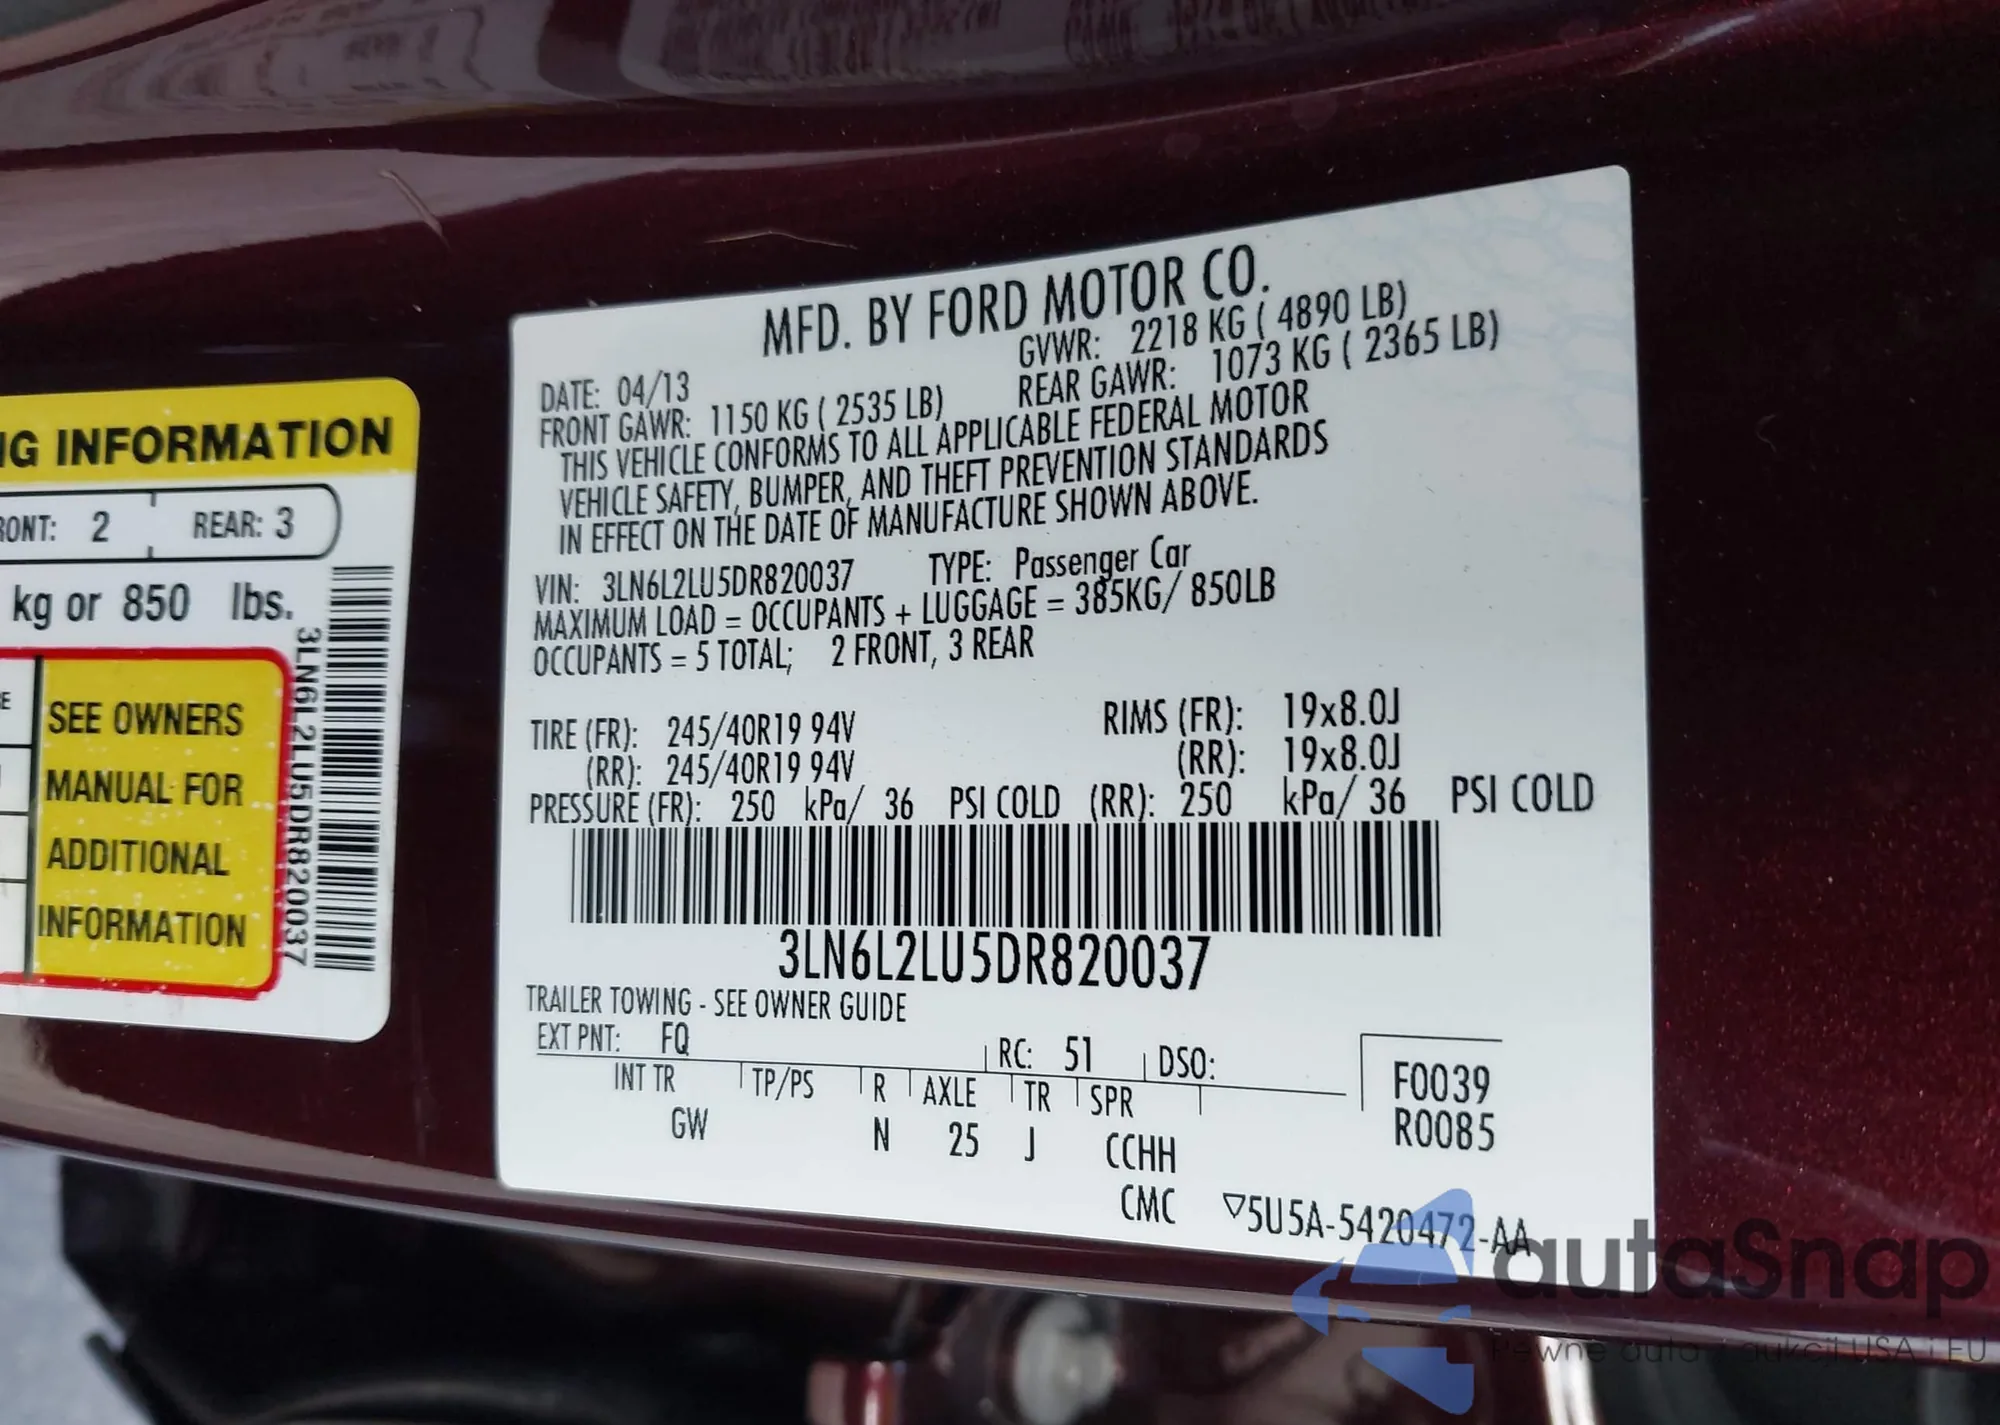 NG INFORMATION
RONT: 2 REAR: 3
kg or 850 lbs.
SEE OWNERS
MANUAL FOR
ADDITIONAL
INFORMATION
3LN6L2LU5DR820037
MFD. BY FORD MOTOR CO.
DATE: 04/13 GVWR: 2218 KG ( 4890 LB)
FRONT GAWR: 1150 KG ( 2535 LB) REAR GAWR: 1073 KG ( 2365 LB)
THIS VEHICLE CONFORMS TO ALL APPLICABLE FEDERAL MOTOR
VEHICLE SAFETY, BUMPER, AND THEFT PREVENTION STANDARDS
IN EFFECT ON THE DATE OF MANUFACTURE SHOWN ABOVE.
VIN: 3LN6L2LU5DR820037 TYPE: Passenger Car
MAXIMUM LOAD = OCCUPANTS + LUGGAGE = 385KG/ 850LB
OCCUPANTS = 5 TOTAL; 2 FRONT, 3 REAR
TIRE (FR): 245/40R19 94V RIMS (FR): 19x8.0J
(RR): 245/40R19 94V (RR): 19x8.0J
PRESSURE (FR): 250 kPa/ 36 PSI COLD (RR): 250 kPa/ 36 PSI COLD
3LN6L2LU5DR820037
TRAILER TOWING - SEE OWNER GUIDE
EXT PNT: FQ RC: 51 DSO:
INT TR TP/PS R AXLE TR SPR
GW N 25 J CCHH
CMC
F0039
R0085
▽5U5A-5420472-AA
autaSnap
Pewne auta z aukcji USA i EU